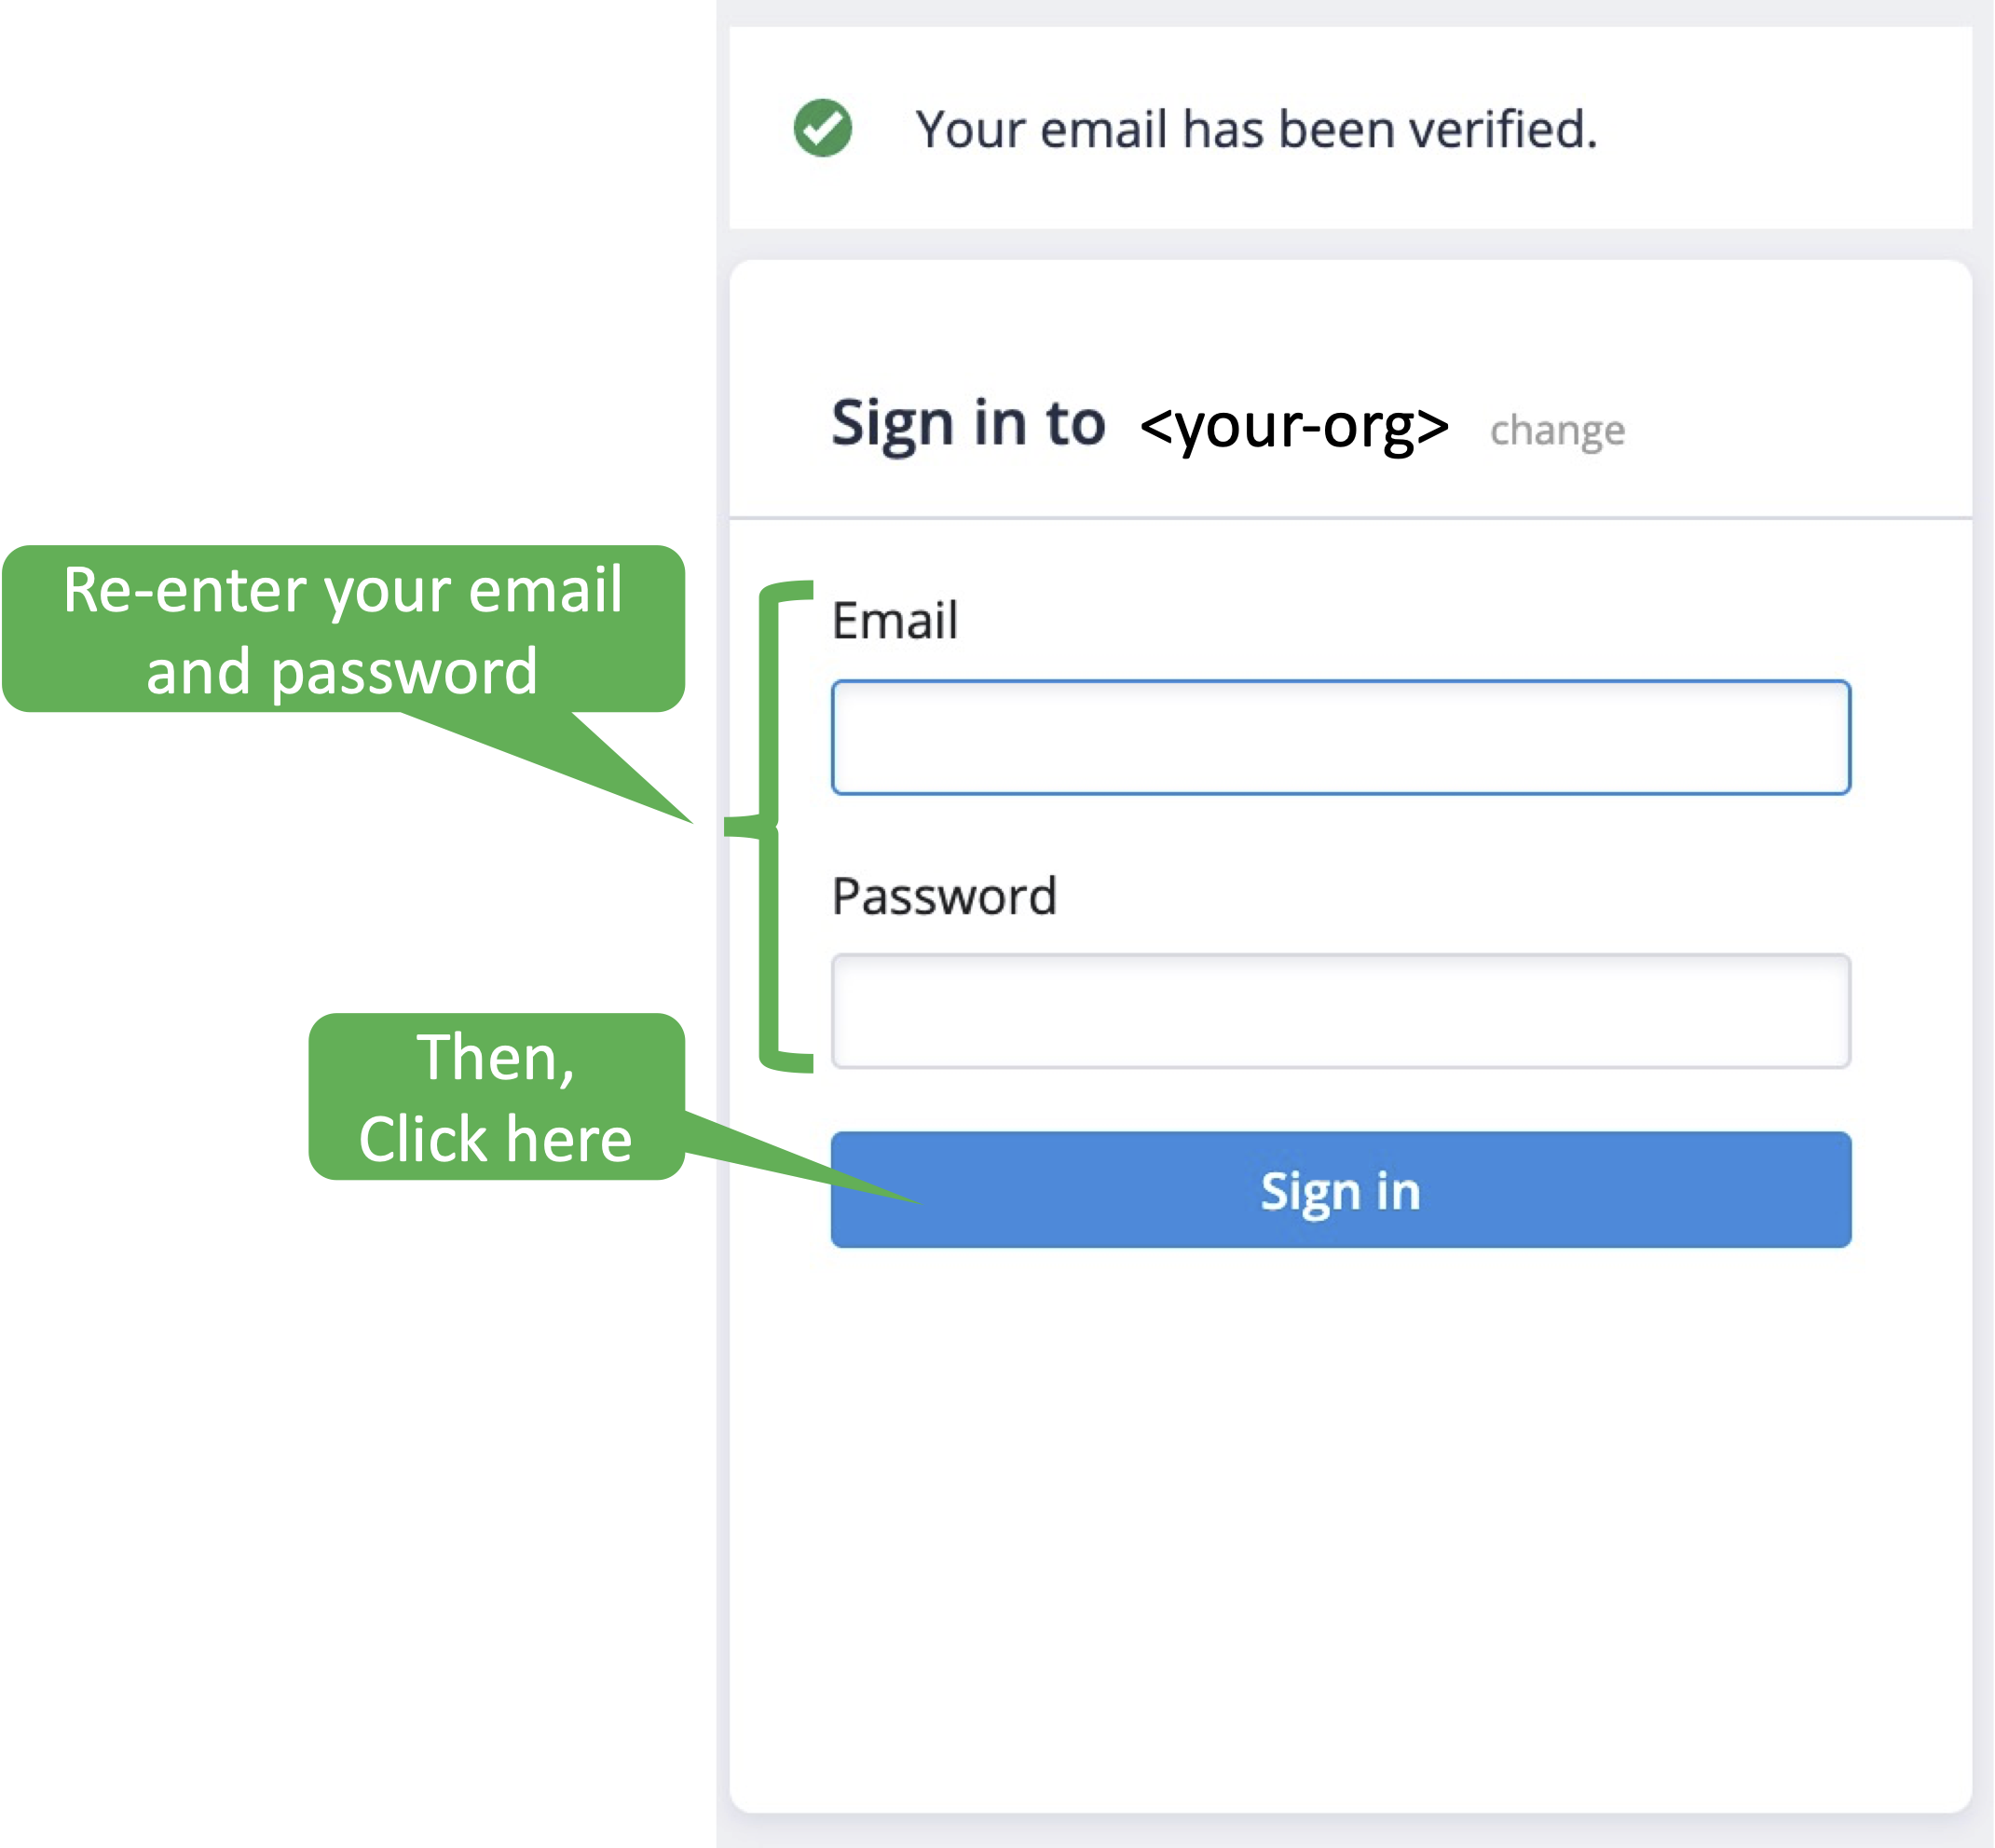 Your email has been verified.
Sign in to <your-org> change
Re-enter your email
and password
Email
Password
Then,
Click here
Sign in